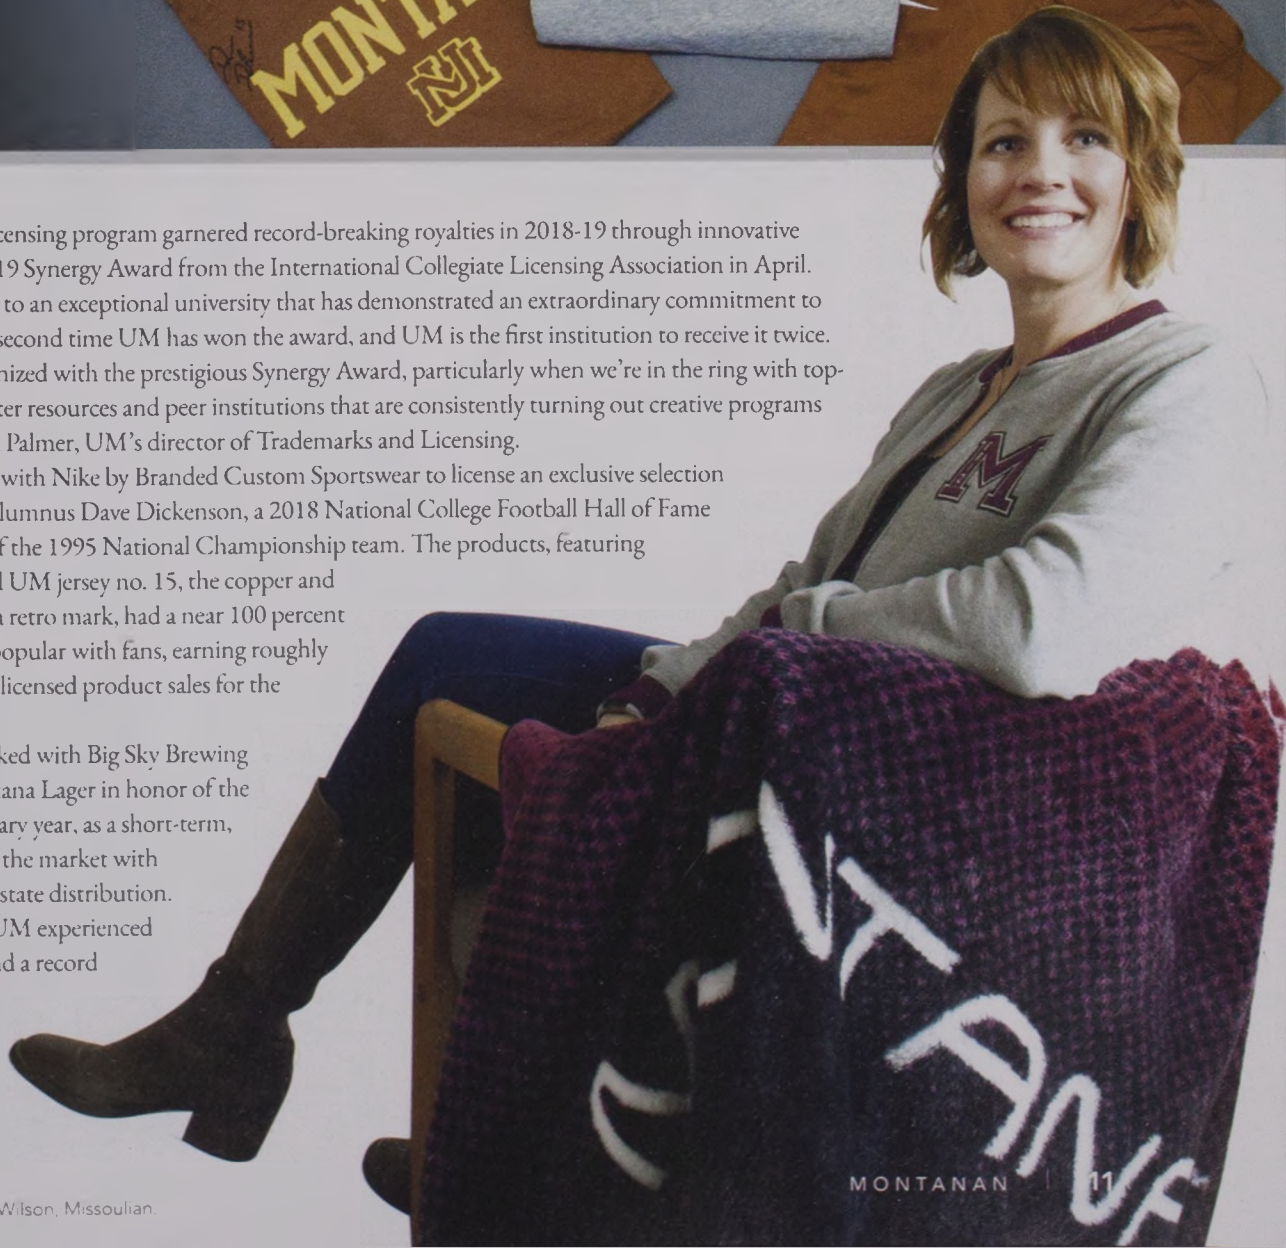 MONTA
M
censing program garnered record-breaking royalties in 2018-19 through innovative
19 Synergy Award from the International Collegiate Licensing Association in April.
to an exceptional university that has demonstrated an extraordinary commitment to
second time UM has won the award, and UM is the first institution to receive it twice.
nized with the prestigious Synergy Award, particularly when we're in the ring with top-
ter resources and peer institutions that are consistently turning out creative programs
Palmer, UM's director of Trademarks and Licensing.
with Nike by Branded Custom Sportswear to license an exclusive selection
lumnus Dave Dickenson, a 2018 National College Football Hall of Fame
f the 1995 National Championship team. The products, featuring
l UM jersey no. 15, the copper and
a retro mark, had a near 100 percent
popular with fans, earning roughly
licensed product sales for the
ked with Big Sky Brewing
tana Lager in honor of the
ary year, as a short-term,
the market with
state distribution.
UM experienced
nd a record
NTANA
MONTANAN | 11
Wilson, Missoulian.